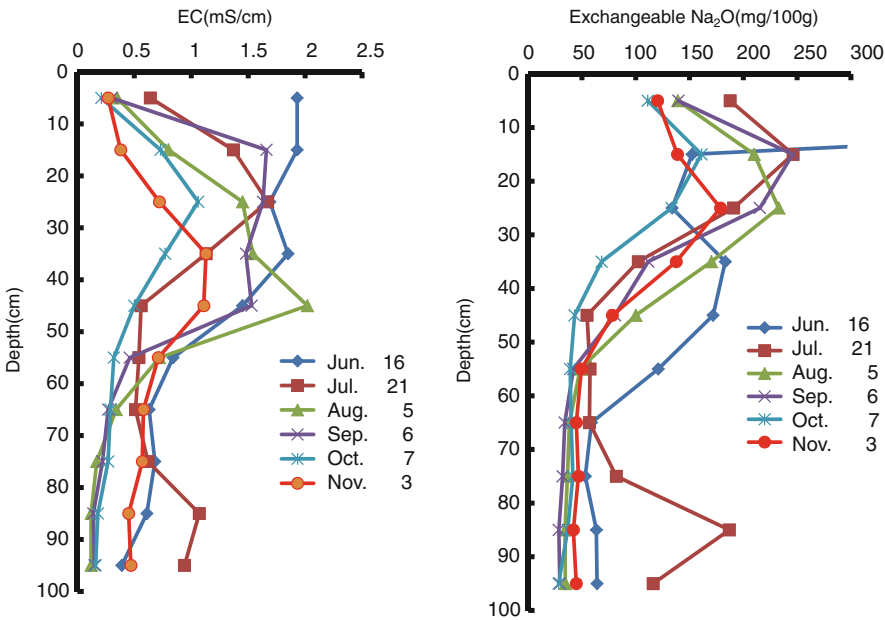 EC(mS/cm)
0 0.5 1 1.5 2 2.5
0
10
20
30
40
50
60
70
80
90
100
Depth(cm)
Jun. 16
Jul. 21
Aug. 5
Sep. 6
Oct. 7
Nov. 3
Exchangeable Na₂O(mg/100g)
0 50 100 150 200 250 300
0
10
20
30
40
50
60
70
80
90
100
Depth(cm)
Jun. 16
Jul. 21
Aug. 5
Sep. 6
Oct. 7
Nov. 3